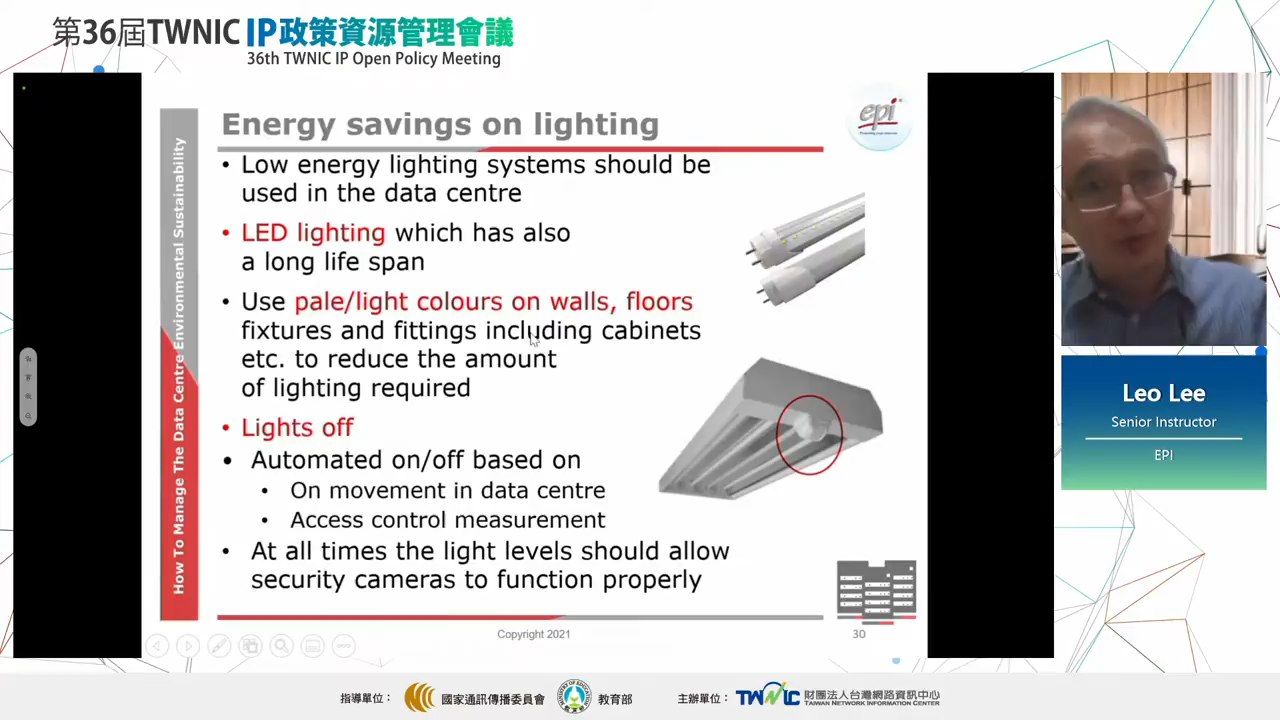 第36屆TWNIC IP政策資源管理會議
36th TWNIC IP Open Policy Meeting
How To Manage The Data Centre Environmental Sustainability
Energy savings on lighting
epi
• Low energy lighting systems should be
used in the data centre
• LED lighting which has also
a long life span
• Use pale/light colours on walls, floors
fixtures and fittings including cabinets
etc. to reduce the amount
of lighting required
• Lights off
• Automated on/off based on
• On movement in data centre
• Access control measurement
• At all times the light levels should allow
security cameras to function properly
Copyright 2021
30
Leo Lee
Senior Instructor
EPI
指導單位：
國家通訊傳播委員會
教育部
主辦單位：
TWNIC
財團法人台灣網路資訊中心
TAIWAN NETWORK INFORMATION CENTER